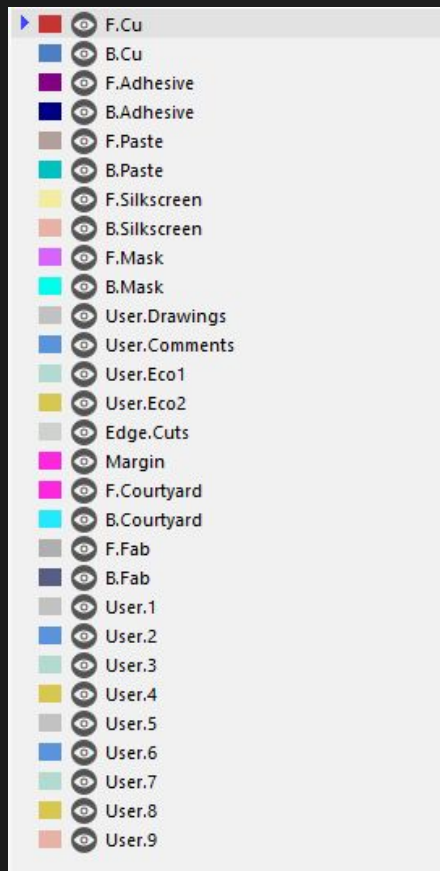 F.Cu
B.Cu
F.Adhesive
B.Adhesive
F.Paste
B.Paste
F.Silkscreen
B.Silkscreen
F.Mask
B.Mask
User.Drawings
User.Comments
User.Eco1
User.Eco2
Edge.Cuts
Margin
F.Courtyard
B.Courtyard
F.Fab
B.Fab
User.1
User.2
User.3
User.4
User.5
User.6
User.7
User.8
User.9